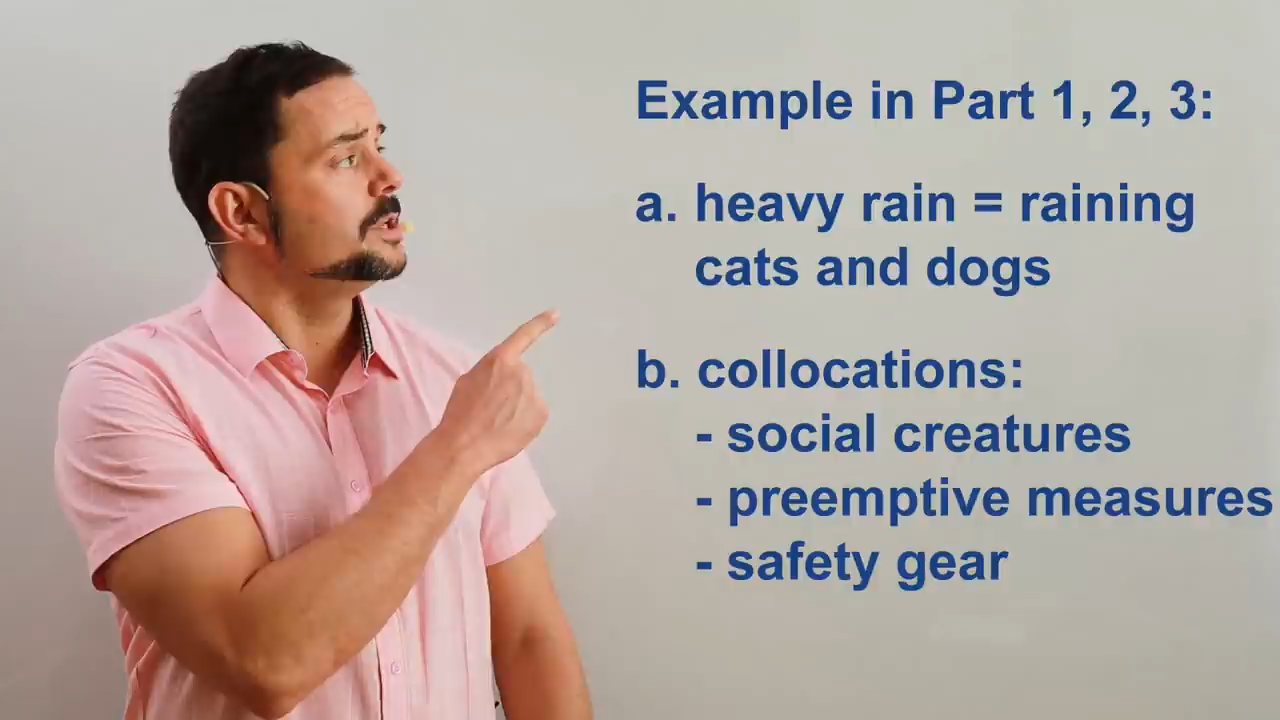 Example in Part 1, 2, 3:
a. heavy rain = raining
cats and dogs
b. collocations:
- social creatures
- preemptive measures
- safety gear